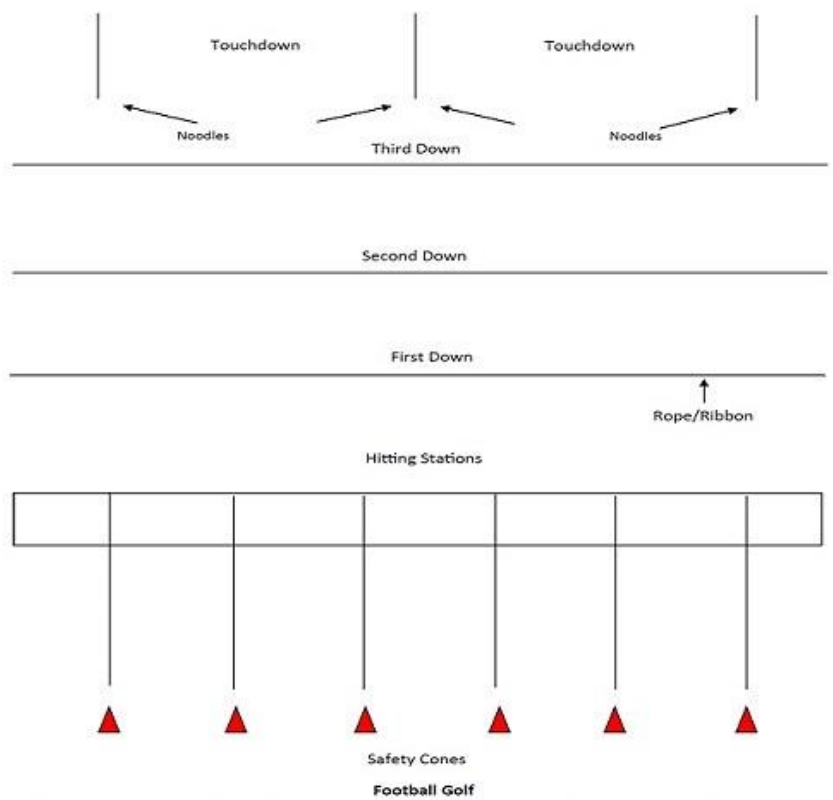 Touchdown Touchdown
Noodles Noodles
Third Down
Second Down
First Down
Rope/Ribbon
Hitting Stations
Safety Cones
Football Golf